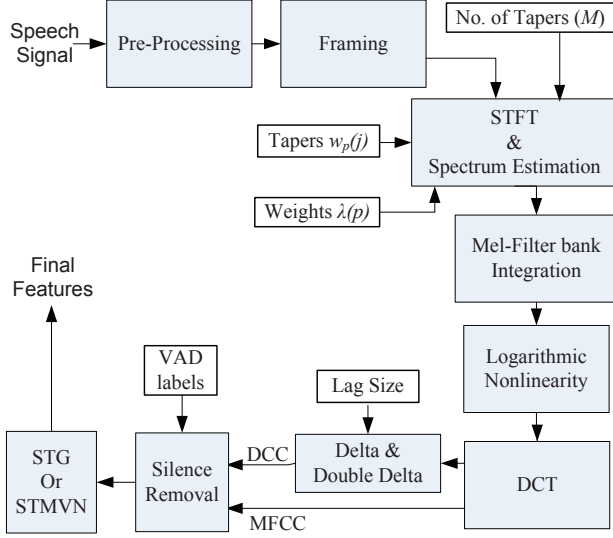 Speech
Signal
Pre-Processing
Framing
No. of Tapers (M)
STFT
&
Spectrum Estimation
Tapers w_p(j)
Weights λ(p)
Mel-Filter bank
Integration
Final
Features
Logarithmic
Nonlinearity
VAD
labels
Lag Size
STG
Or
STMVN
Silence
Removal
DCC
Delta &
Double Delta
DCT
MFCC